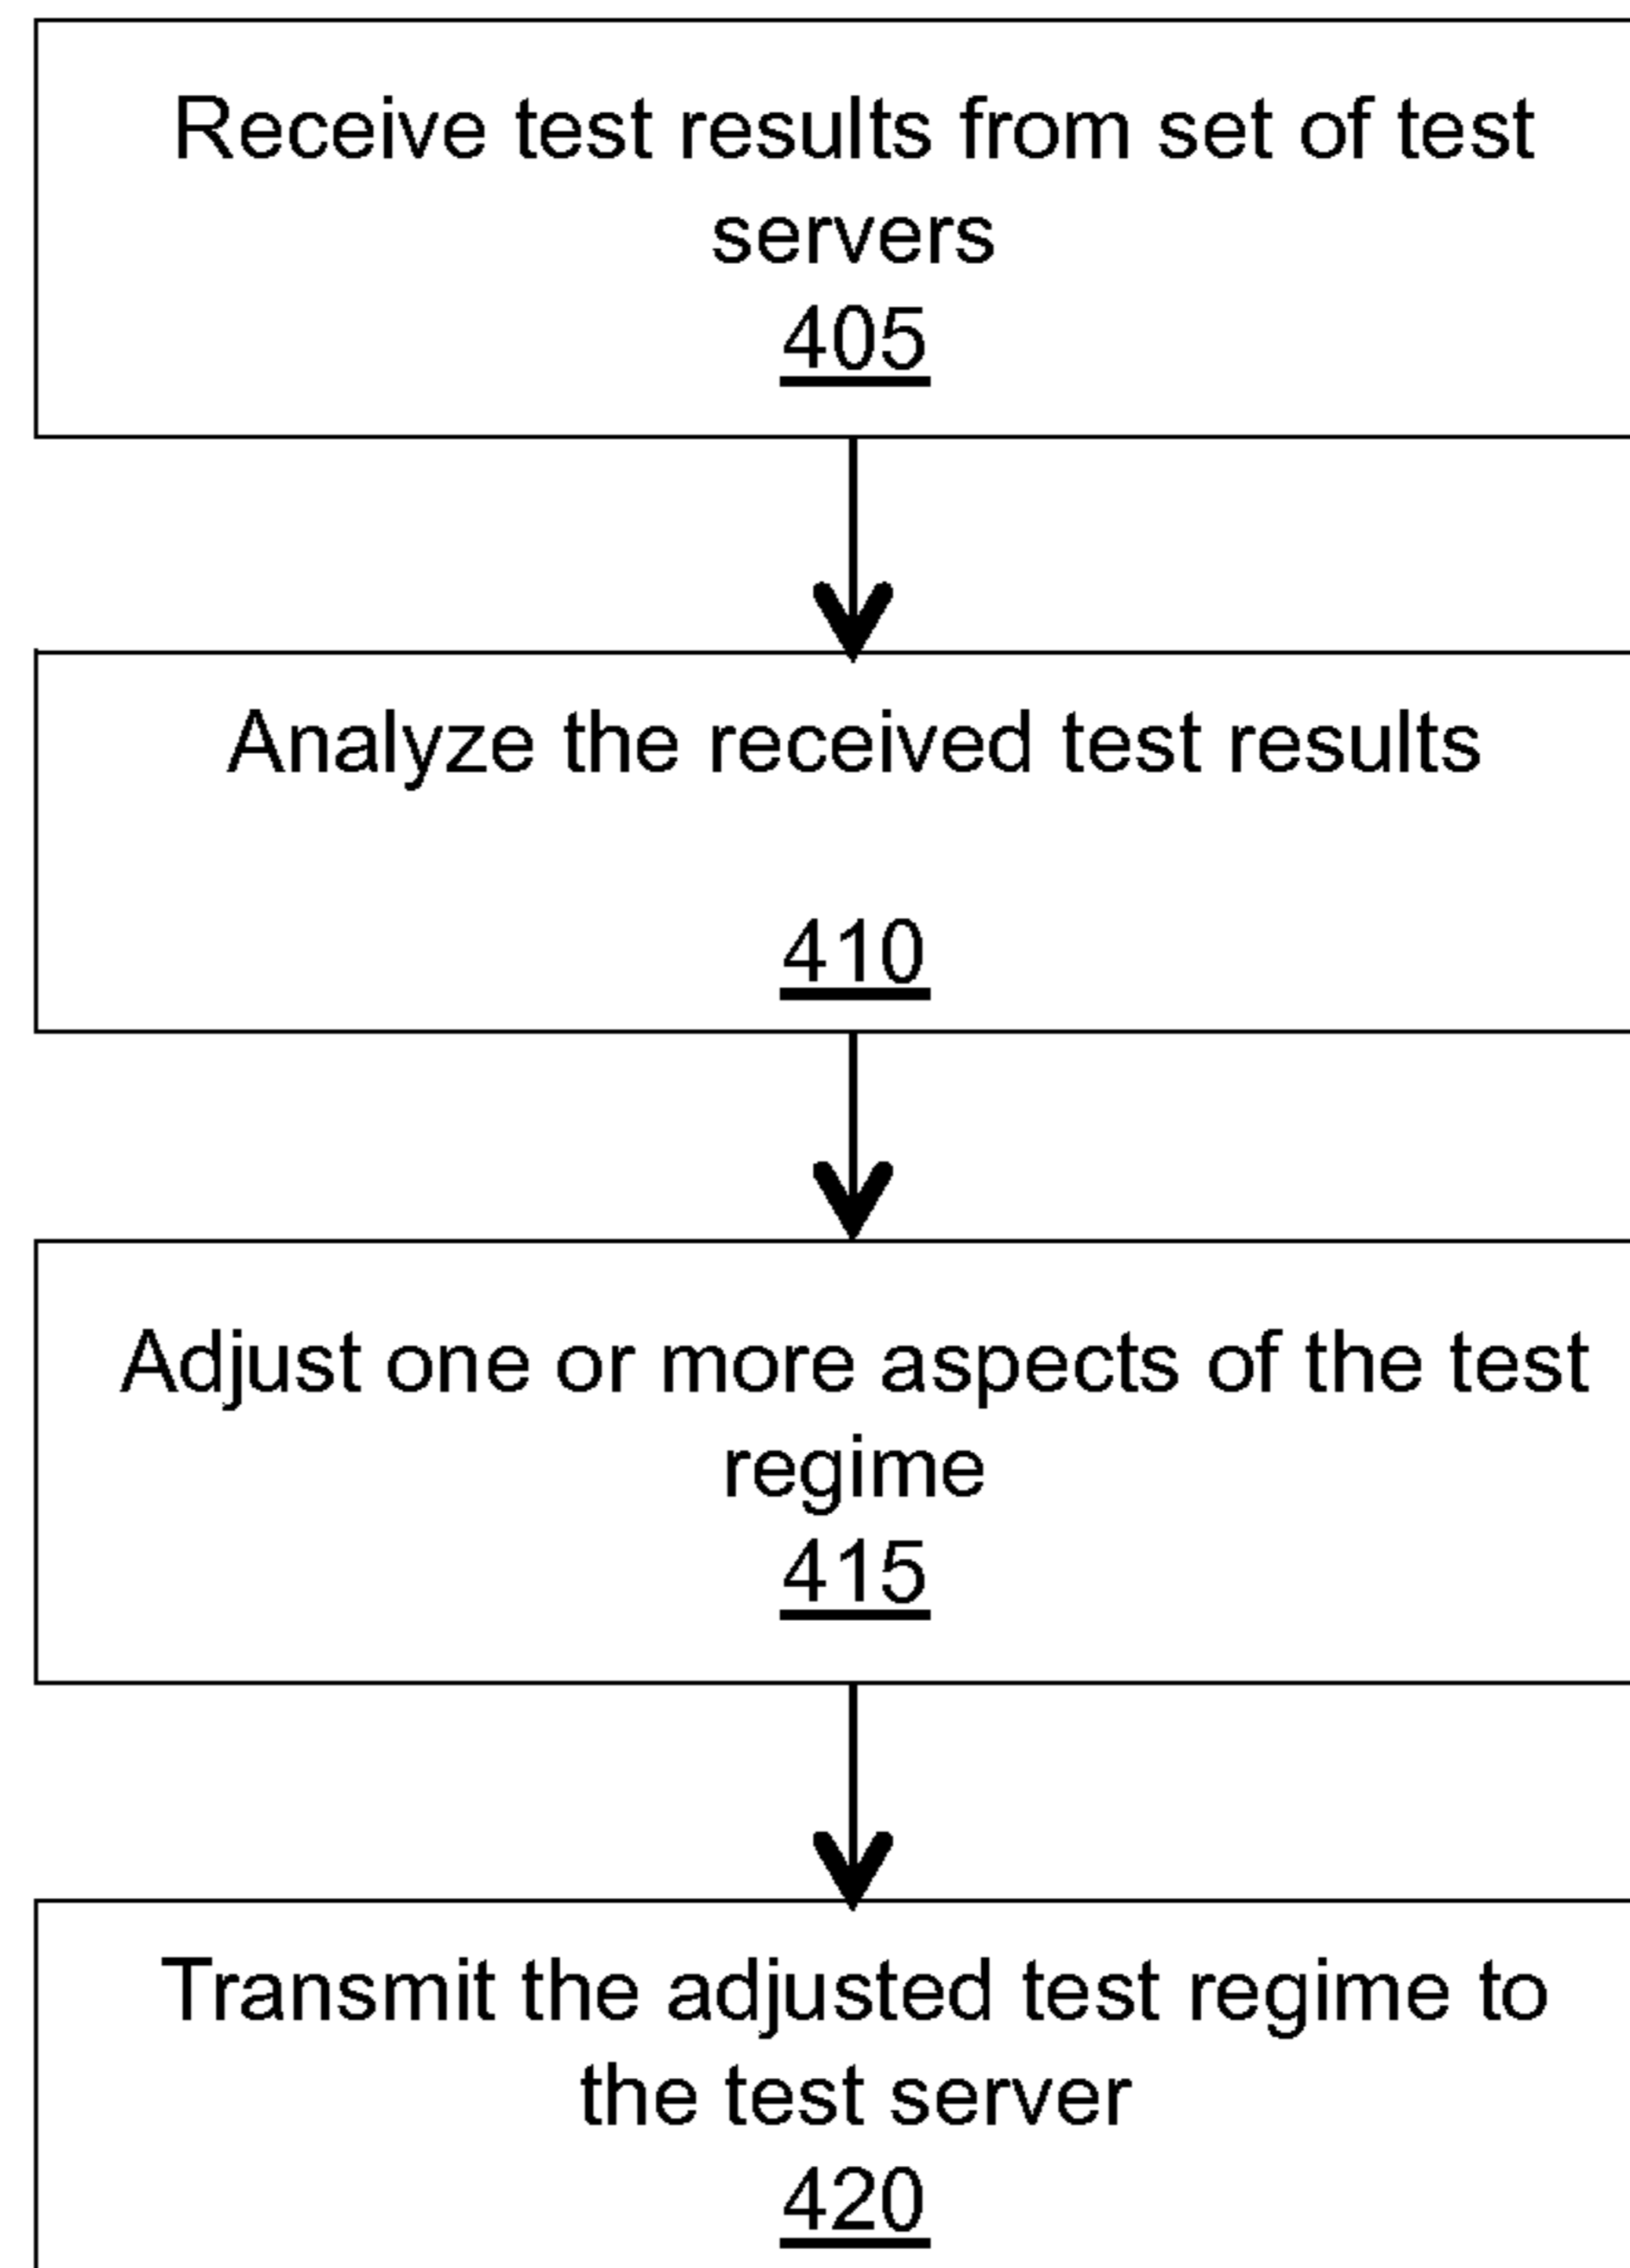 Receive test results from set of test
servers
405
Analyze the received test results
410
Adjust one or more aspects of the test
regime
415
Transmit the adjusted test regime to
the test server
420